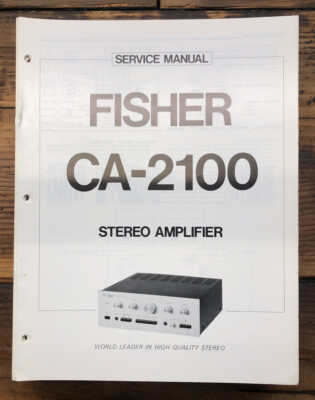 SERVICE MANUAL
FISHER
CA-2100
STEREO AMPLIFIER
WORLD LEADER IN HIGH QUALITY STEREO